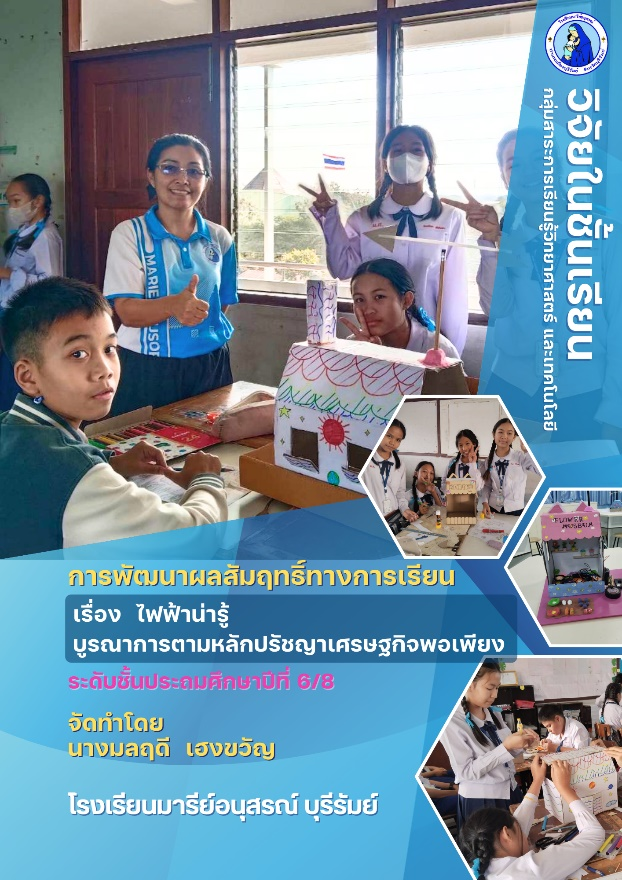 วิจัยในชั้นเรียน
กลุ่มสาระการเรียนรู้วิทยาศาสตร์ และเทคโนโลยี
MARIE
FLOWER
การพัฒนาผลสัมฤทธิ์ทางการเรียน
เรื่อง ไฟฟ้าน่ารู้
บูรณาการตามหลักปรัชญาเศรษฐกิจพอเพียง
ระดับชั้นประถมศึกษาปีที่ 6/8
จัดทำโดย
นางมลฤดี เฮงขวัญ
โรงเรียนมารีย์อนุสรณ์ บุรีรัมย์